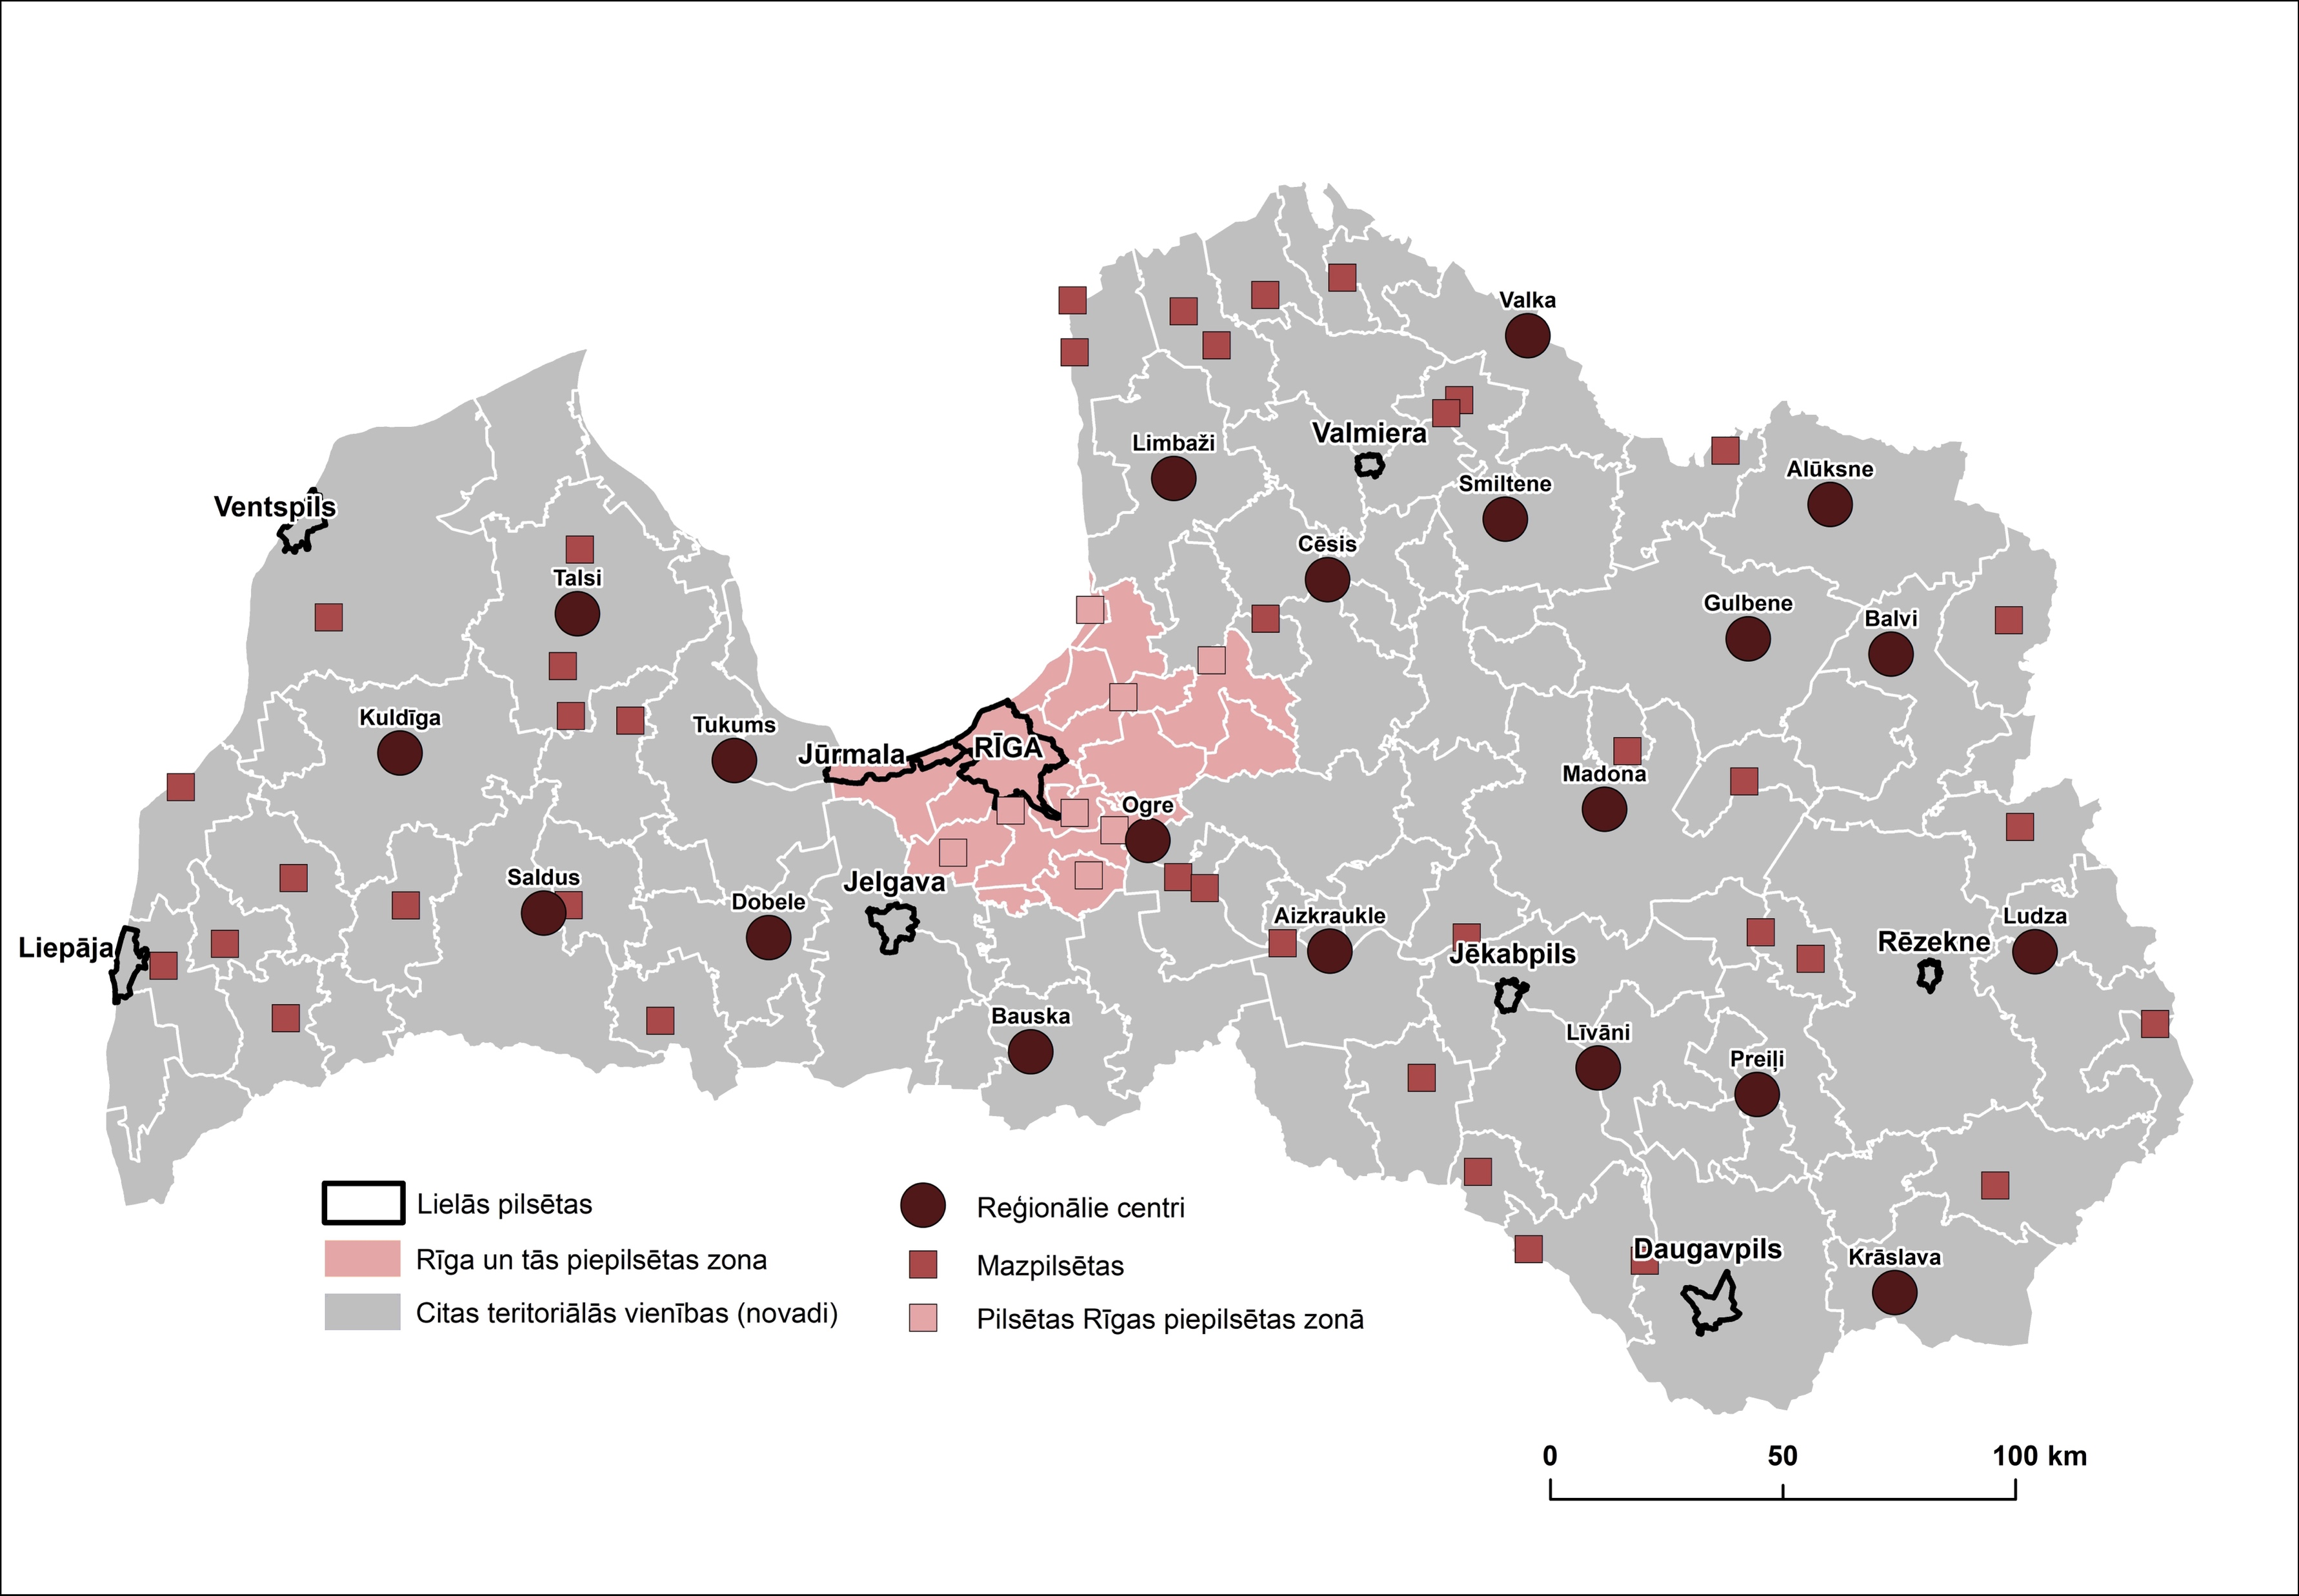 Valka
Valmiera
Limbaži
Alūksne
Smiltene
Ventspils
Cēsis
Talsi
Gulbene
Balvi
Kuldīga
Tukums
RĪGA
Jūrmala
Madona
Ogre
Saldus
Jelgava
Dobele
Aizkraukle
Ludza
Rēzekne
Liepāja
Jēkabpils
Bauska
Līvāni
Preiļi
Daugavpils
Krāslava
Lielās pilsētas
Rīga un tās piepilsētas zona
Citas teritoriālās vienības (novadi)
Reģionālie centri
Mazpilsētas
Pilsētas Rīgas piepilsētas zonā
0 50 100 km